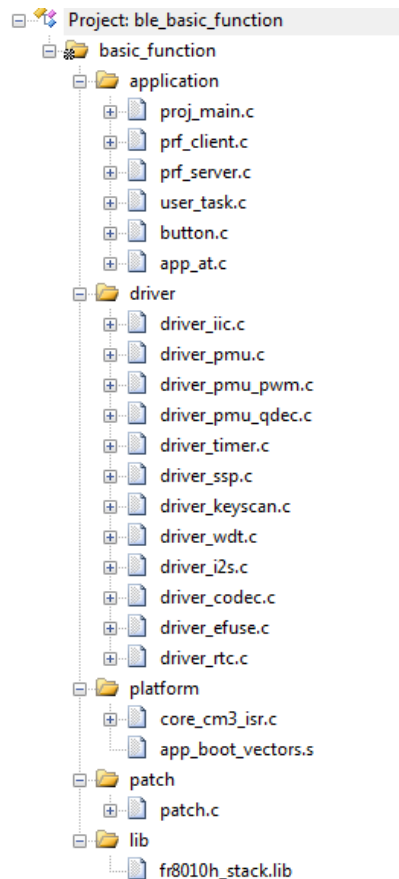 Project: ble_basic_function
basic_function
application
proj_main.c
prf_client.c
prf_server.c
user_task.c
button.c
app_at.c
driver
driver_iic.c
driver_pmu.c
driver_pmu_pwm.c
driver_pmu_qdec.c
driver_timer.c
driver_ssp.c
driver_keyscan.c
driver_wdt.c
driver_i2s.c
driver_codec.c
driver_efuse.c
driver_rtc.c
platform
core_cm3_isr.c
app_boot_vectors.s
patch
patch.c
lib
fr8010h_stack.lib